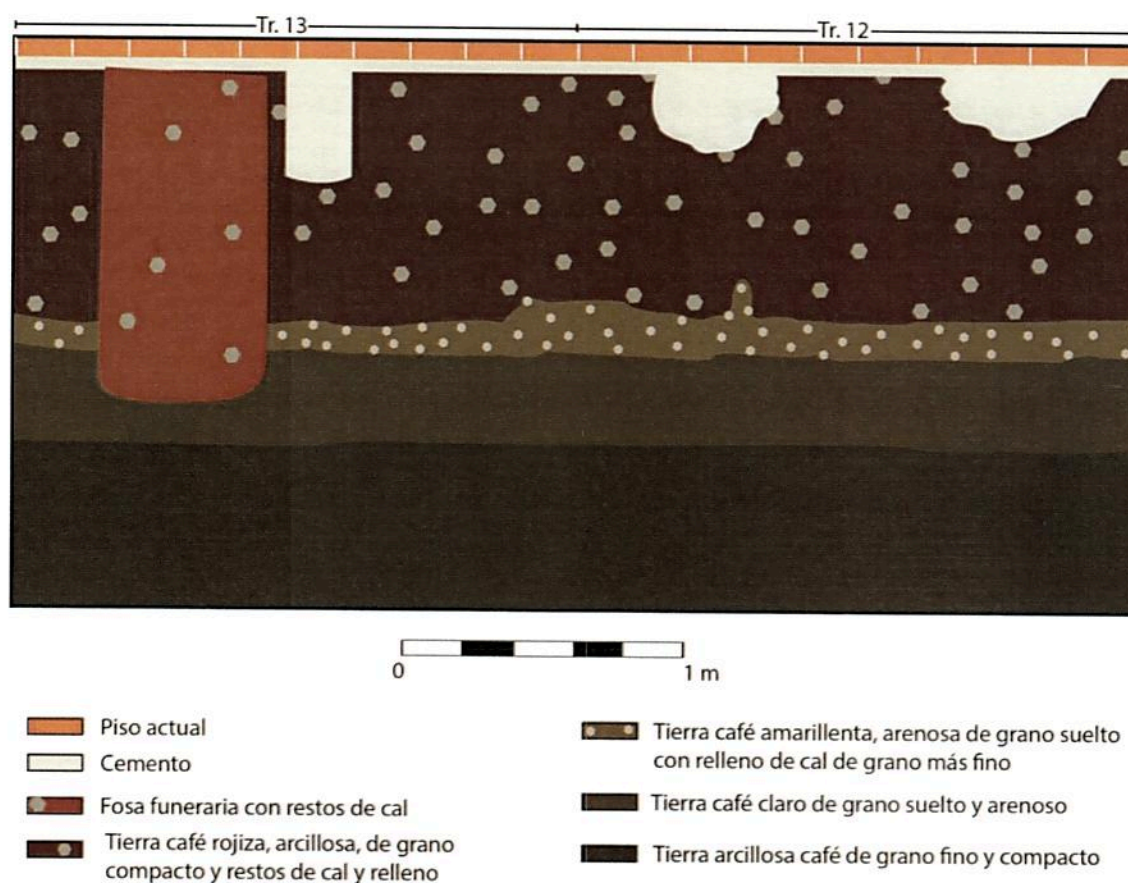 Tr. 13
Tr. 12
0
1 m
Piso actual
Cemento
Fosa funeraria con restos de cal
Tierra café rojiza, arcillosa, de grano
compacto y restos de cal y relleno
Tierra café amarillenta, arenosa de grano suelto
con relleno de cal de grano más fino
Tierra café claro de grano suelto y arenoso
Tierra arcillosa café de grano fino y compacto